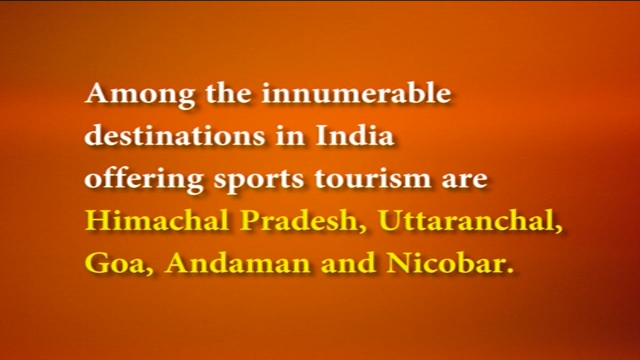 Among the innumerable
destinations in India
offering sports tourism are
Himachal Pradesh, Uttaranchal,
Goa, Andaman and Nicobar.